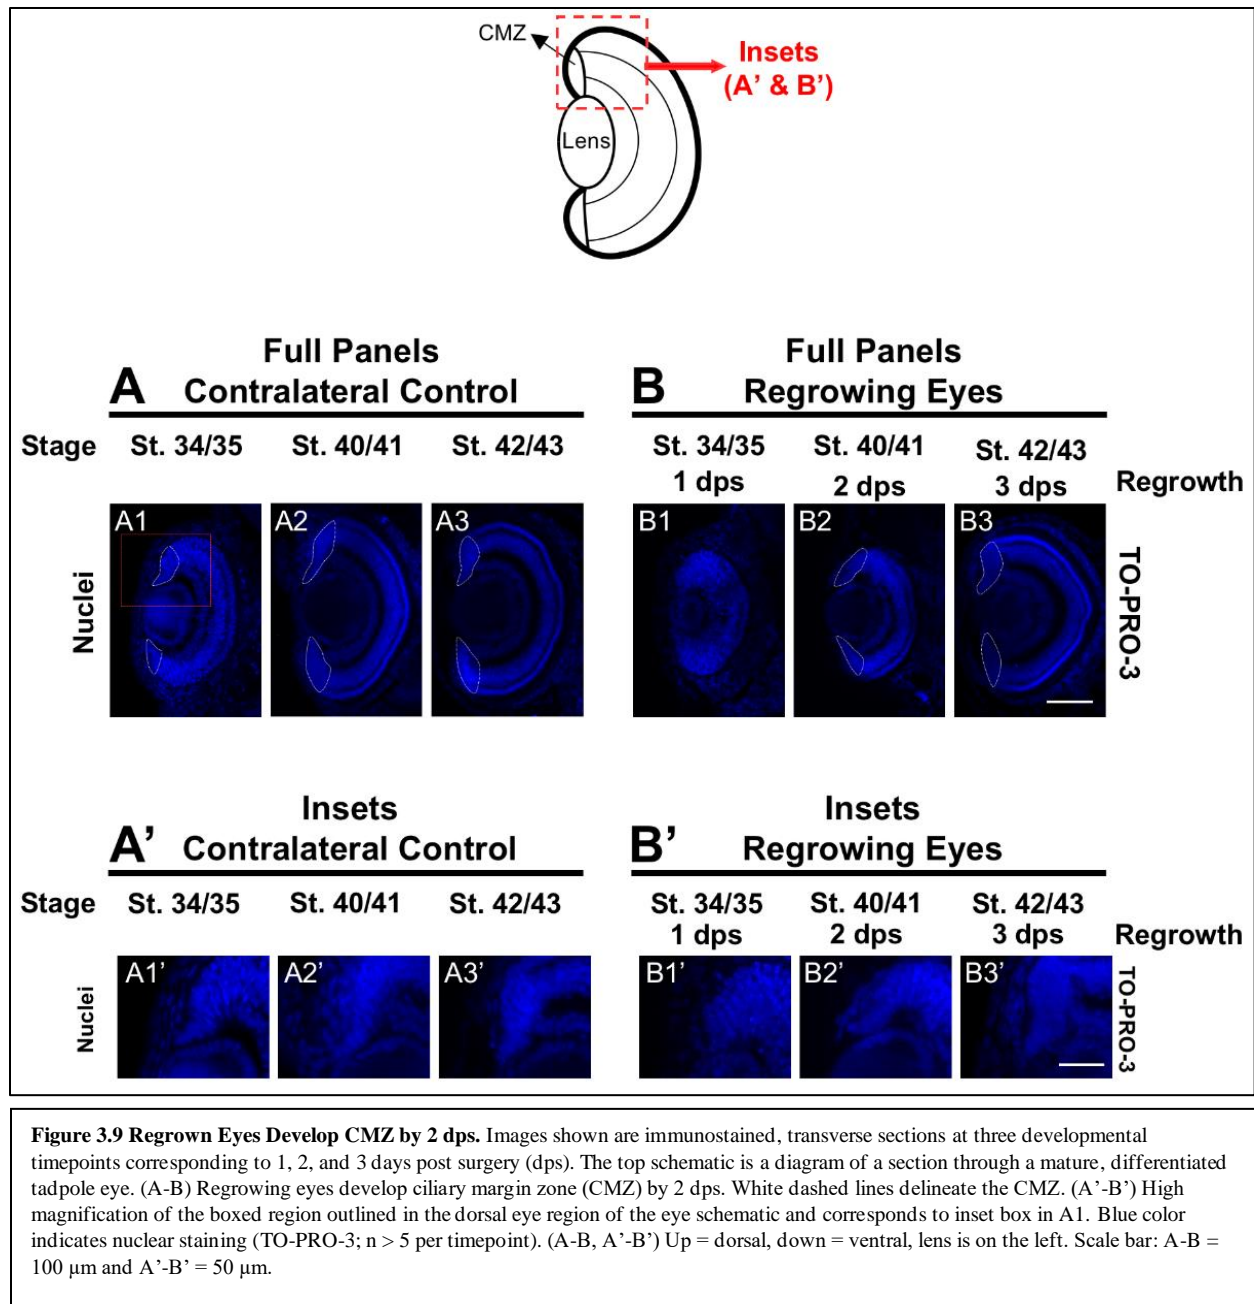 CMZ
Insets
(A’ & B’)
Lens
Full Panels
A Contralateral Control
Full Panels
B Regrowing Eyes
Stage St. 34/35 St. 40/41 St. 42/43
St. 34/35 St. 40/41 St. 42/43
1 dps 2 dps 3 dps Regrowth
A1 A2 A3 B1 B2 B3
Nuclei
TO-PRO-3
Insets
A’ Contralateral Control
Insets
B’ Regrowing Eyes
Stage St. 34/35 St. 40/41 St. 42/43
St. 34/35 St. 40/41 St. 42/43
1 dps 2 dps 3 dps Regrowth
A1’ A2’ A3’ B1’ B2’ B3’
Nuclei
TO-PRO-3
Figure 3.9 Regrown Eyes Develop CMZ by 2 dps. Images shown are immunostained, transverse sections at three developmental
timepoints corresponding to 1, 2, and 3 days post surgery (dps). The top schematic is a diagram of a section through a mature, differentiated
tadpole eye. (A-B) Regrowing eyes develop ciliary margin zone (CMZ) by 2 dps. White dashed lines delineate the CMZ. (A’-B’) High
magnification of the boxed region outlined in the dorsal eye region of the eye schematic and corresponds to inset box in A1. Blue color
indicates nuclear staining (TO-PRO-3; n > 5 per timepoint). (A-B, A’-B’) Up = dorsal, down = ventral, lens is on the left. Scale bar: A-B =
100 µm and A’-B’ = 50 µm.